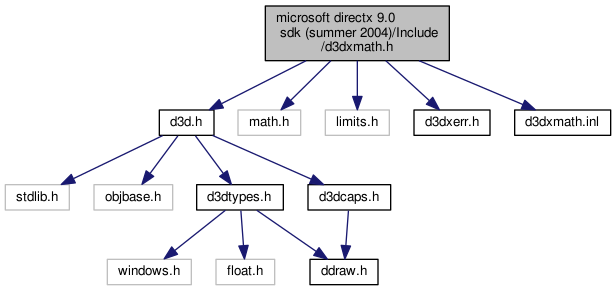 microsoft directx 9.0
sdk (summer 2004)/Include
/d3dxmath.h
d3d.h
math.h
limits.h
d3dxerr.h
d3dxmath.inl
stdlib.h
objbase.h
d3dtypes.h
d3dcaps.h
windows.h
float.h
ddraw.h